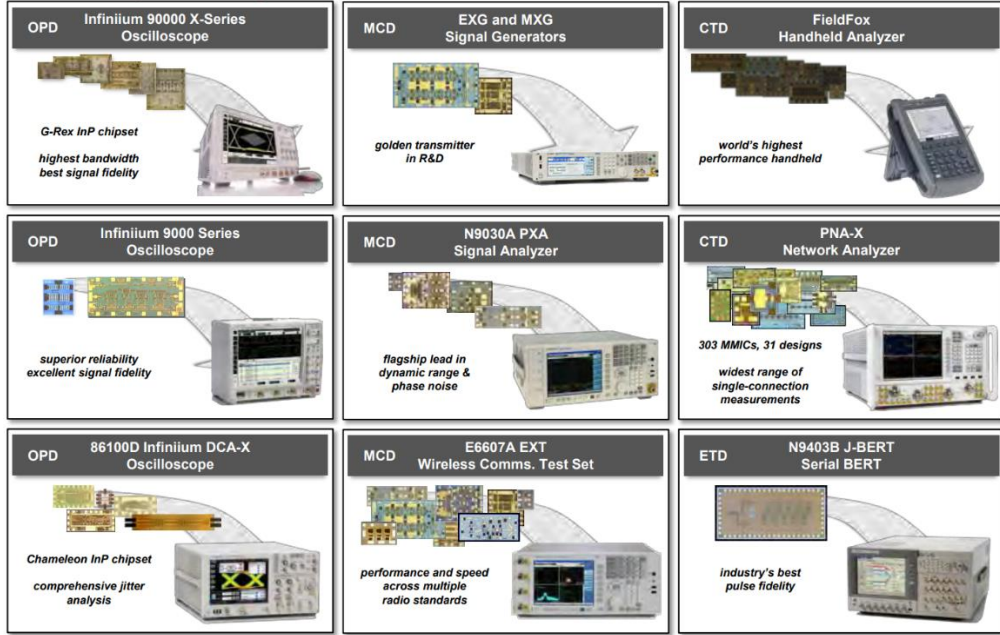 OPD
Infiniium 90000 X-Series
Oscilloscope
G-Rex InP chipset
highest bandwidth
best signal fidelity
MCD
EXG and MXG
Signal Generators
golden transmitter
in R&D
CTD
FieldFox
Handheld Analyzer
world's highest
performance handheld
OPD
Infiniium 9000 Series
Oscilloscope
superior reliability
excellent signal fidelity
MCD
N9030A PXA
Signal Analyzer
flagship lead in
dynamic range &
phase noise
CTD
PNA-X
Network Analyzer
303 MMICs, 31 designs
widest range of
single-connection
measurements
OPD
86100D Infiniium DCA-X
Oscilloscope
Chameleon InP chipset
comprehensive jitter
analysis
MCD
E6607A EXT
Wireless Comms. Test Set
performance and speed
across multiple
radio standards
ETD
N9403B J-BERT
Serial BERT
industry's best
pulse fidelity